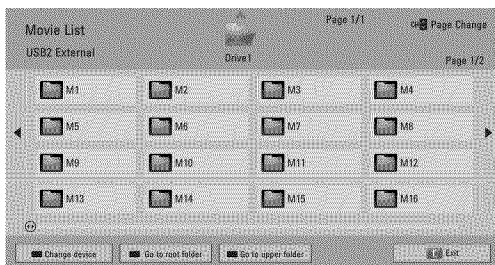 Movie List
Page 1/1
CH Page Change
USB2 External
Drive1
Page 1/2
M1
M2
M3
M4
M5
M6
M7
M8
M9
M10
M11
M12
M13
M14
M15
M16
Change device
Go to root folder
Go to upper folder
Exit